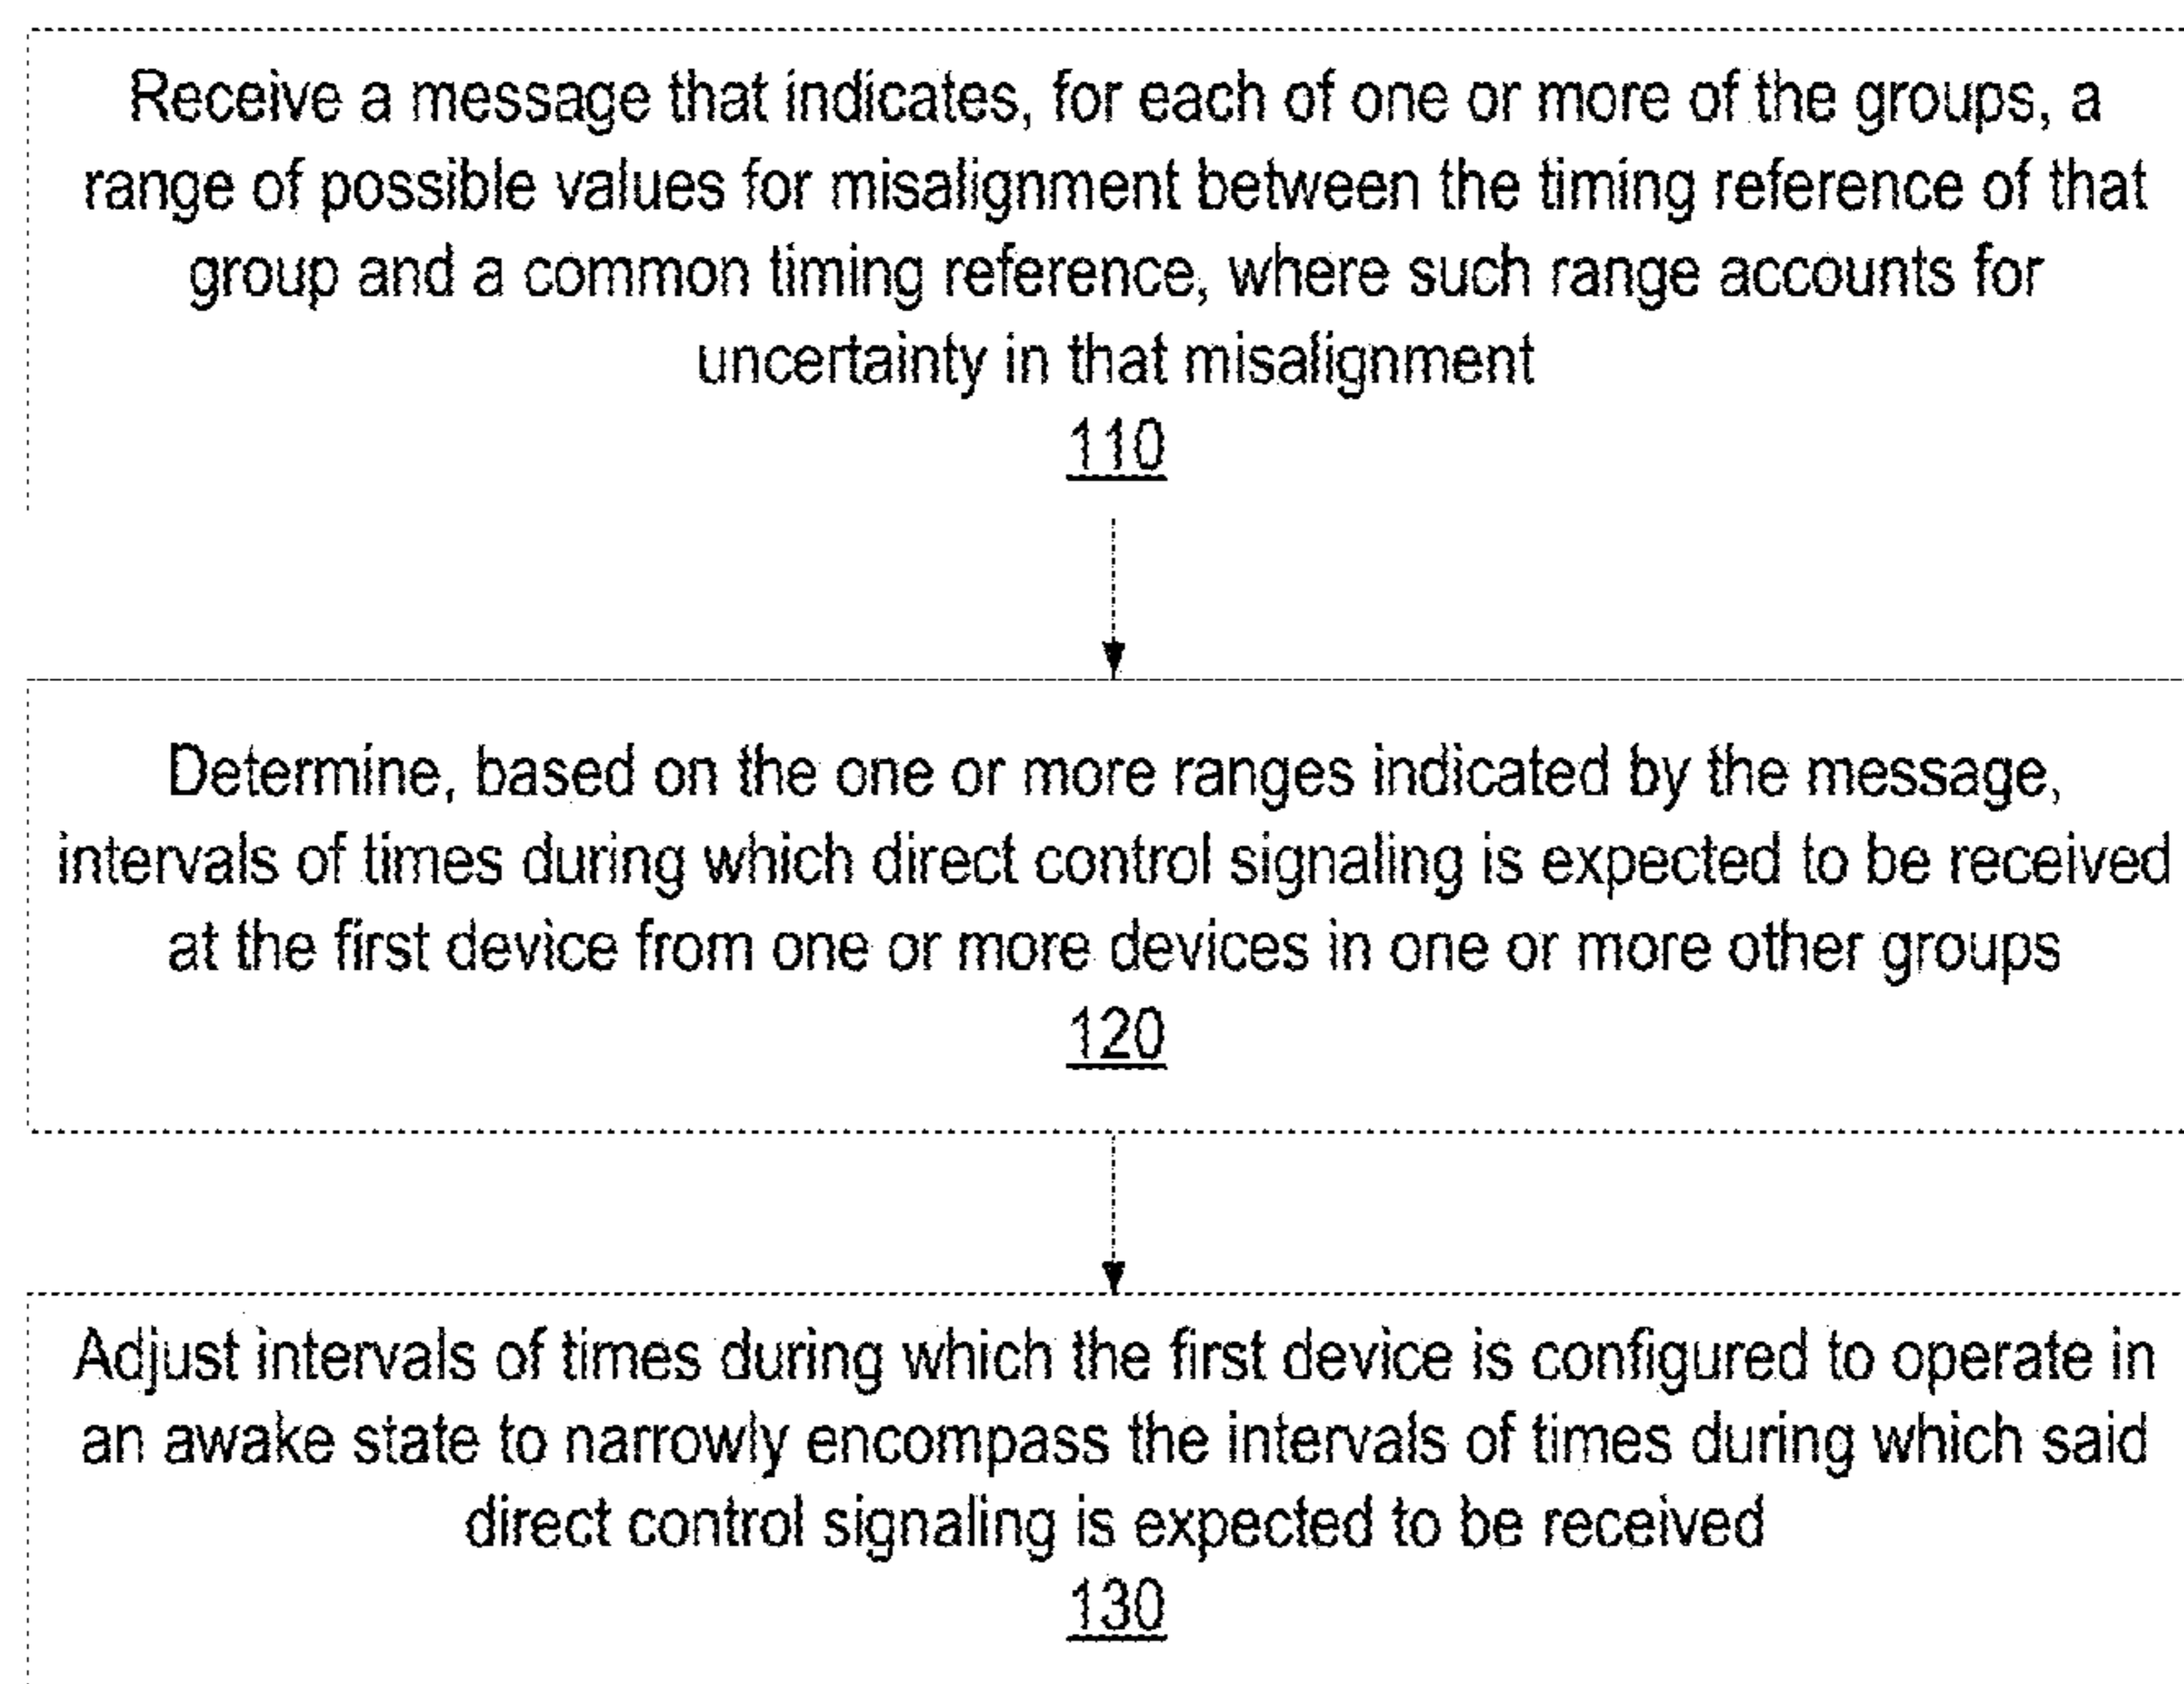 Receive a message that indicates, for each of one or more of the groups, a
range of possible values for misalignment between the timing reference of that
group and a common timing reference, where such range accounts for
uncertainty in that misalignment
110
Determine, based on the one or more ranges indicated by the message,
intervals of times during which direct control signaling is expected to be received
at the first device from one or more devices in one or more other groups
120
Adjust intervals of times during which the first device is configured to operate in
an awake state to narrowly encompass the intervals of times during which said
direct control signaling is expected to be received
130